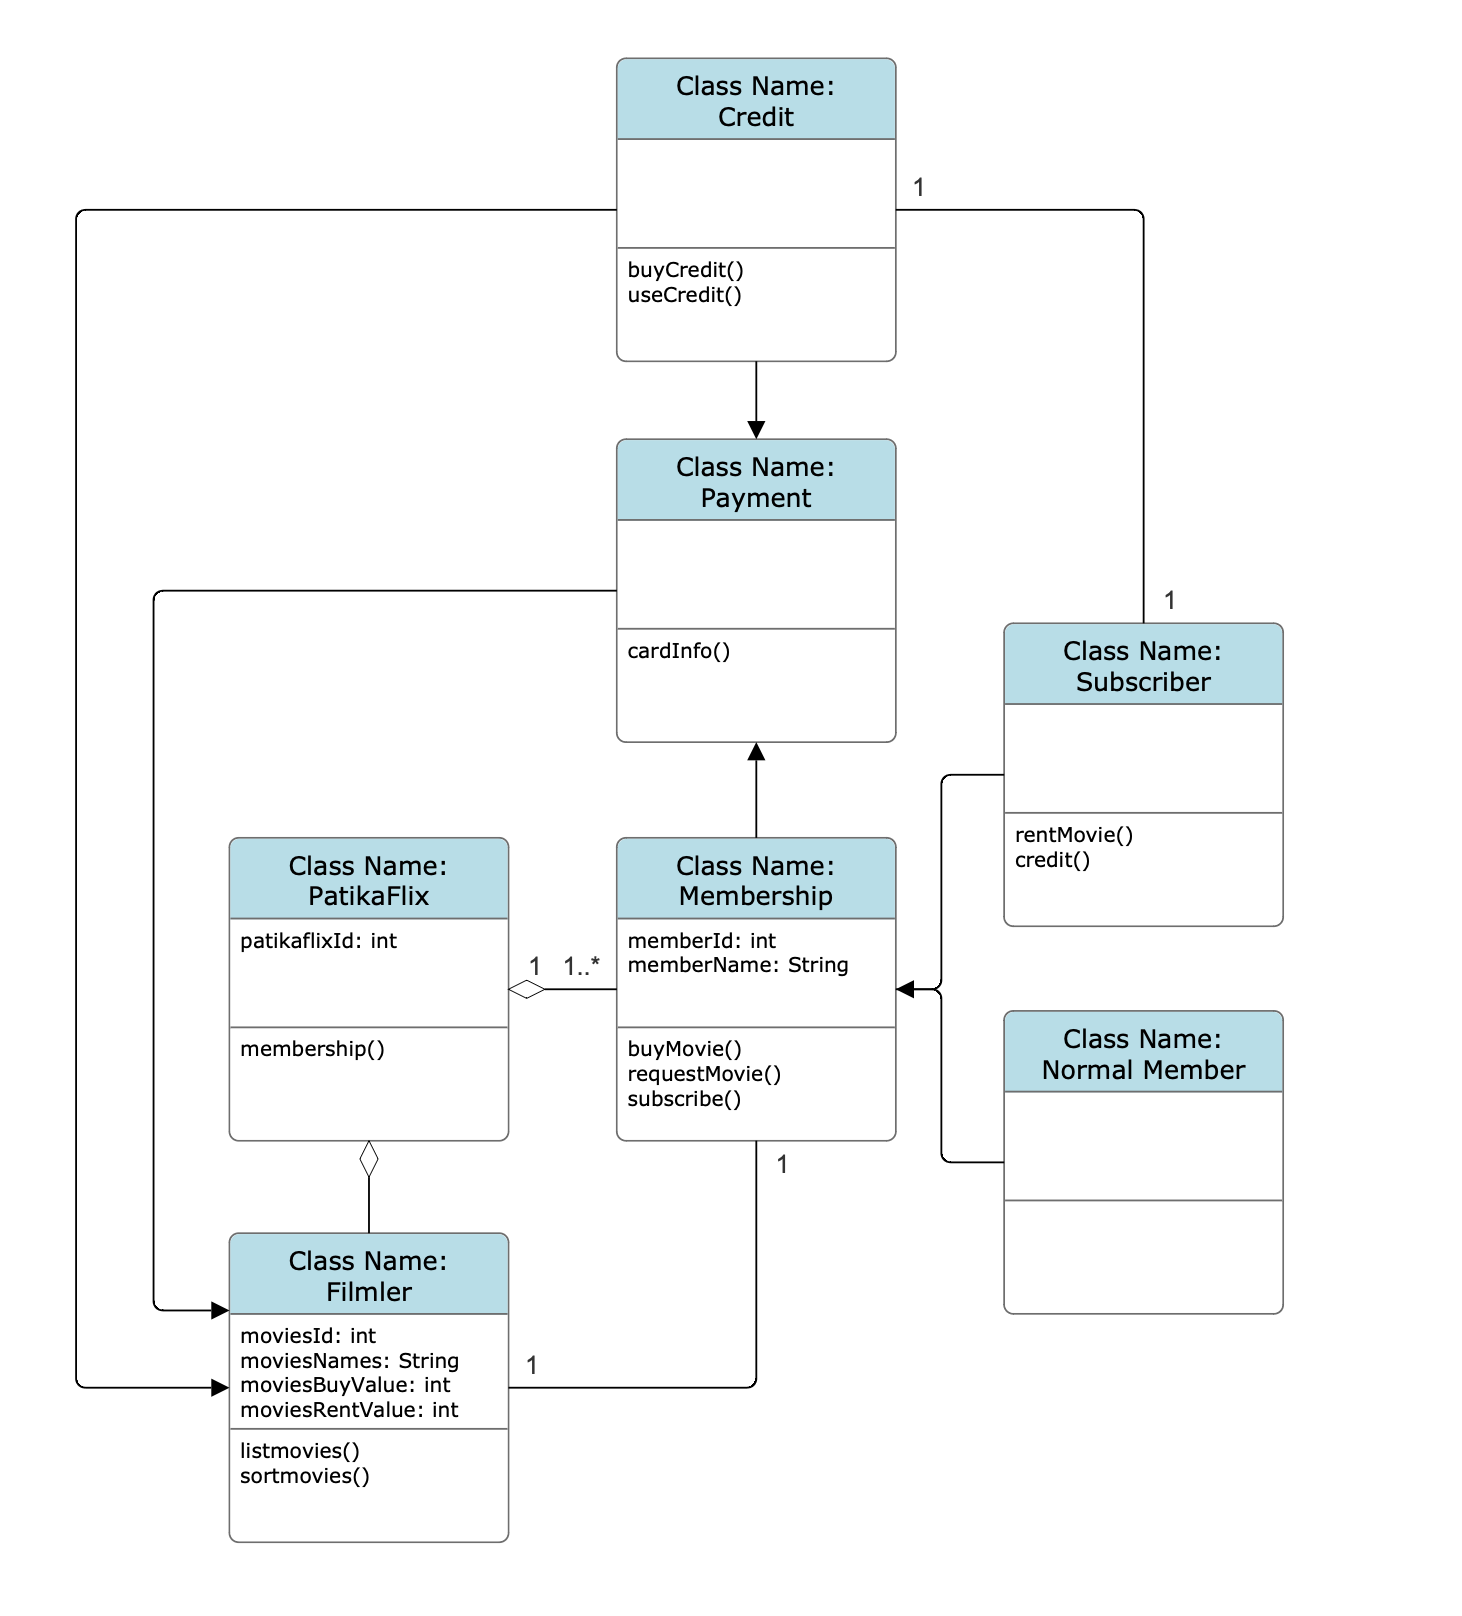 Class Name:
Credit
1
buyCredit()
useCredit()
Class Name:
Payment
cardInfo()
1
Class Name:
Subscriber
rentMovie()
credit()
Class Name:
PatikaFlix
patikaflixId: int
membership()
1
1..*
Class Name:
Membership
memberId: int
memberName: String
buyMovie()
requestMovie()
subscribe()
1
Class Name:
Normal Member
Class Name:
Filmler
moviesId: int
moviesNames: String
moviesBuyValue: int
moviesRentValue: int
listmovies()
sortmovies()
1